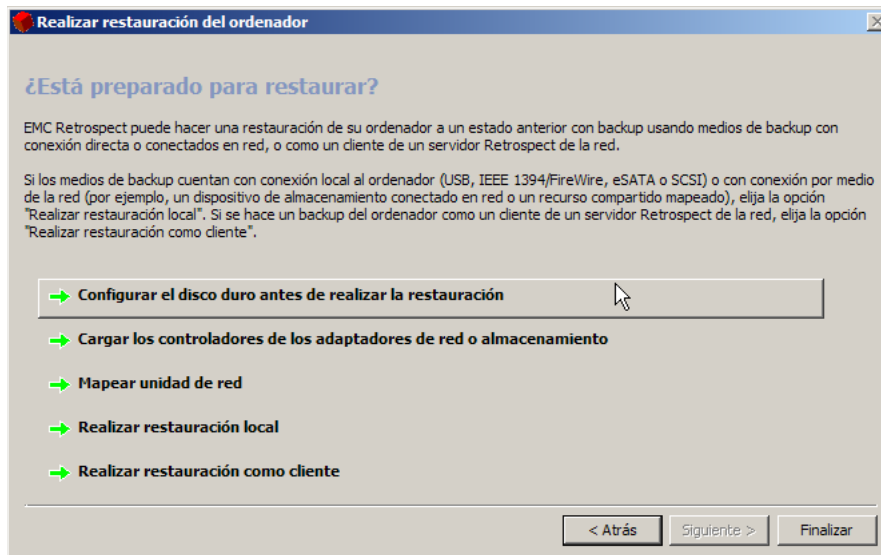 Realizar restauración del ordenador
¿Está preparado para restaurar?
EMC Retrospect puede hacer una restauración de su ordenador a un estado anterior con backup usando medios de backup con
conexión directa o conectados en red, o como un cliente de un servidor Retrospect de la red.
Si los medios de backup cuentan con conexión local al ordenador (USB, IEEE 1394/FireWire, eSATA o SCSI) o con conexión por medio
de la red (por ejemplo, un dispositivo de almacenamiento conectado en red o un recurso compartido mapeado), elija la opción
"Realizar restauración local". Si se hace un backup del ordenador como un cliente de un servidor Retrospect de la red, elija la opción
"Realizar restauración como cliente".
Configurar el disco duro antes de realizar la restauración
Cargar los controladores de los adaptadores de red o almacenamiento
Mapear unidad de red
Realizar restauración local
Realizar restauración como cliente
< Atrás
Siguiente >
Finalizar